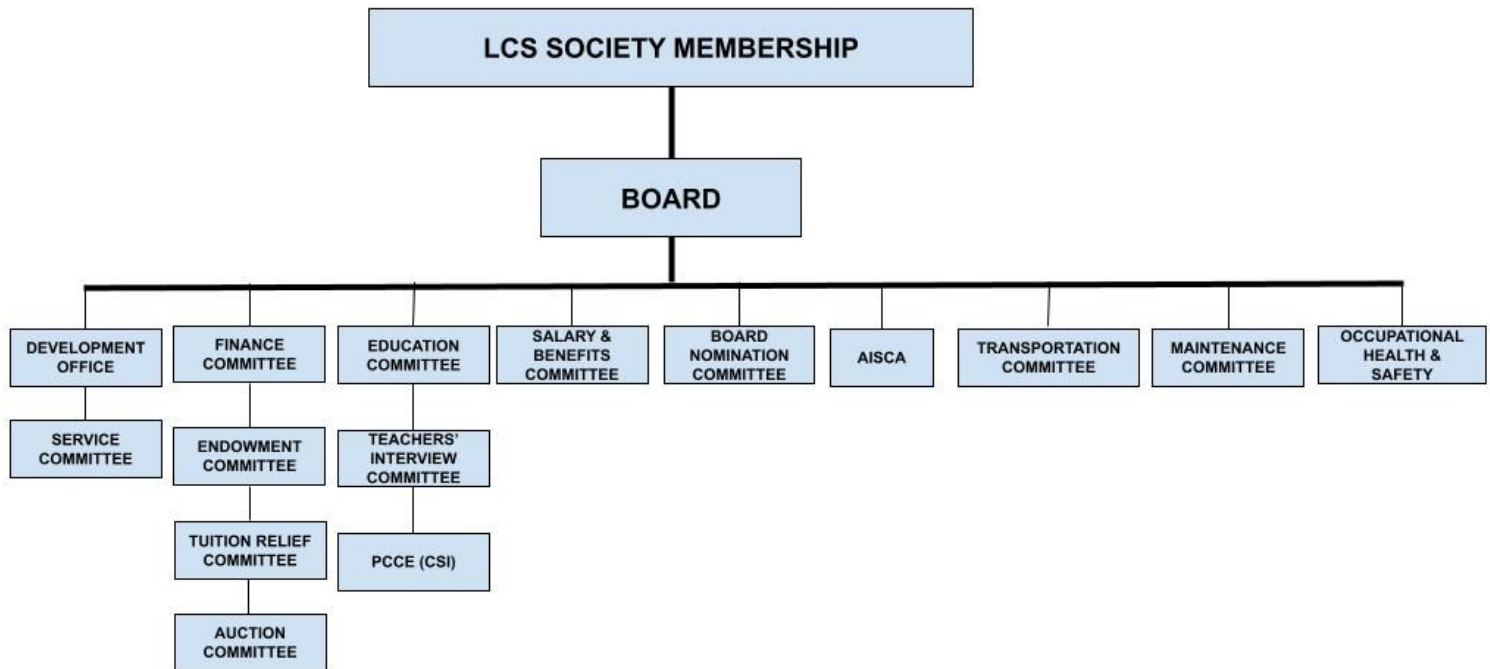 LCS SOCIETY MEMBERSHIP
BOARD
DEVELOPMENT
OFFICE
FINANCE
COMMITTEE
EDUCATION
COMMITTEE
SALARY &
BENEFITS
COMMITTEE
BOARD
NOMINATION
COMMITTEE
AISCA
TRANSPORTATION
COMMITTEE
MAINTENANCE
COMMITTEE
OCCUPATIONAL
HEALTH &
SAFETY
SERVICE
COMMITTEE
ENDOWMENT
COMMITTEE
TEACHERS'
INTERVIEW
COMMITTEE
TUITION RELIEF
COMMITTEE
PCCE (CSI)
AUCTION
COMMITTEE